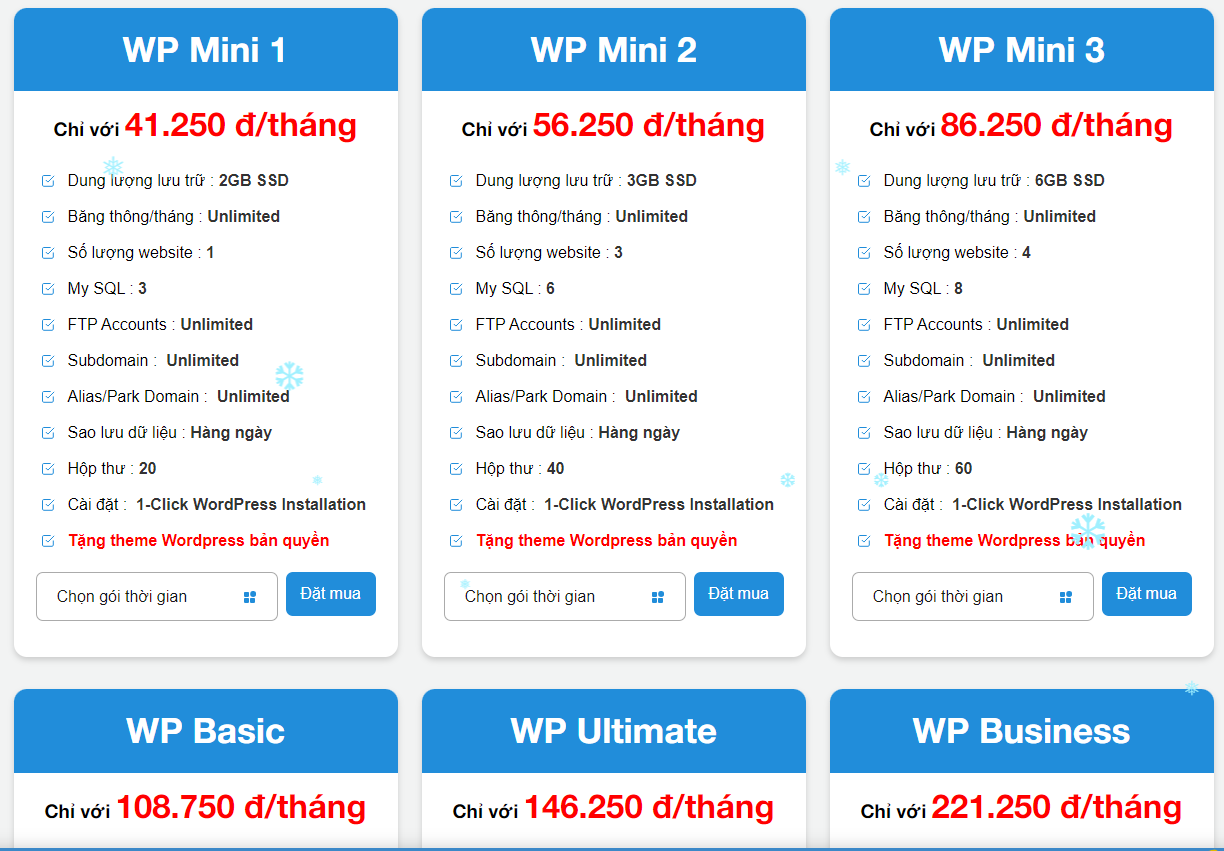 WP Mini 1
Chỉ với 41.250 đ/tháng
Dung lượng lưu trữ : 2GB SSD
Băng thông/tháng : Unlimited
Số lượng website : 1
My SQL : 3
FTP Accounts : Unlimited
Subdomain : Unlimited
Alias/Park Domain : Unlimited
Sao lưu dữ liệu : Hàng ngày
Hộp thư : 20
Cài đặt : 1-Click WordPress Installation
Tặng theme Wordpress bản quyền
Chọn gói thời gian
Đặt mua
WP Mini 2
Chỉ với 56.250 đ/tháng
Dung lượng lưu trữ : 3GB SSD
Băng thông/tháng : Unlimited
Số lượng website : 3
My SQL : 6
FTP Accounts : Unlimited
Subdomain : Unlimited
Alias/Park Domain : Unlimited
Sao lưu dữ liệu : Hàng ngày
Hộp thư : 40
Cài đặt : 1-Click WordPress Installation
Tặng theme Wordpress bản quyền
Chọn gói thời gian
Đặt mua
WP Mini 3
Chỉ với 86.250 đ/tháng
Dung lượng lưu trữ : 6GB SSD
Băng thông/tháng : Unlimited
Số lượng website : 4
My SQL : 8
FTP Accounts : Unlimited
Subdomain : Unlimited
Alias/Park Domain : Unlimited
Sao lưu dữ liệu : Hàng ngày
Hộp thư : 60
Cài đặt : 1-Click WordPress Installation
Tặng theme Wordpress bản quyền
Chọn gói thời gian
Đặt mua
WP Basic
Chỉ với 108.750 đ/tháng
WP Ultimate
Chỉ với 146.250 đ/tháng
WP Business
Chỉ với 221.250 đ/tháng